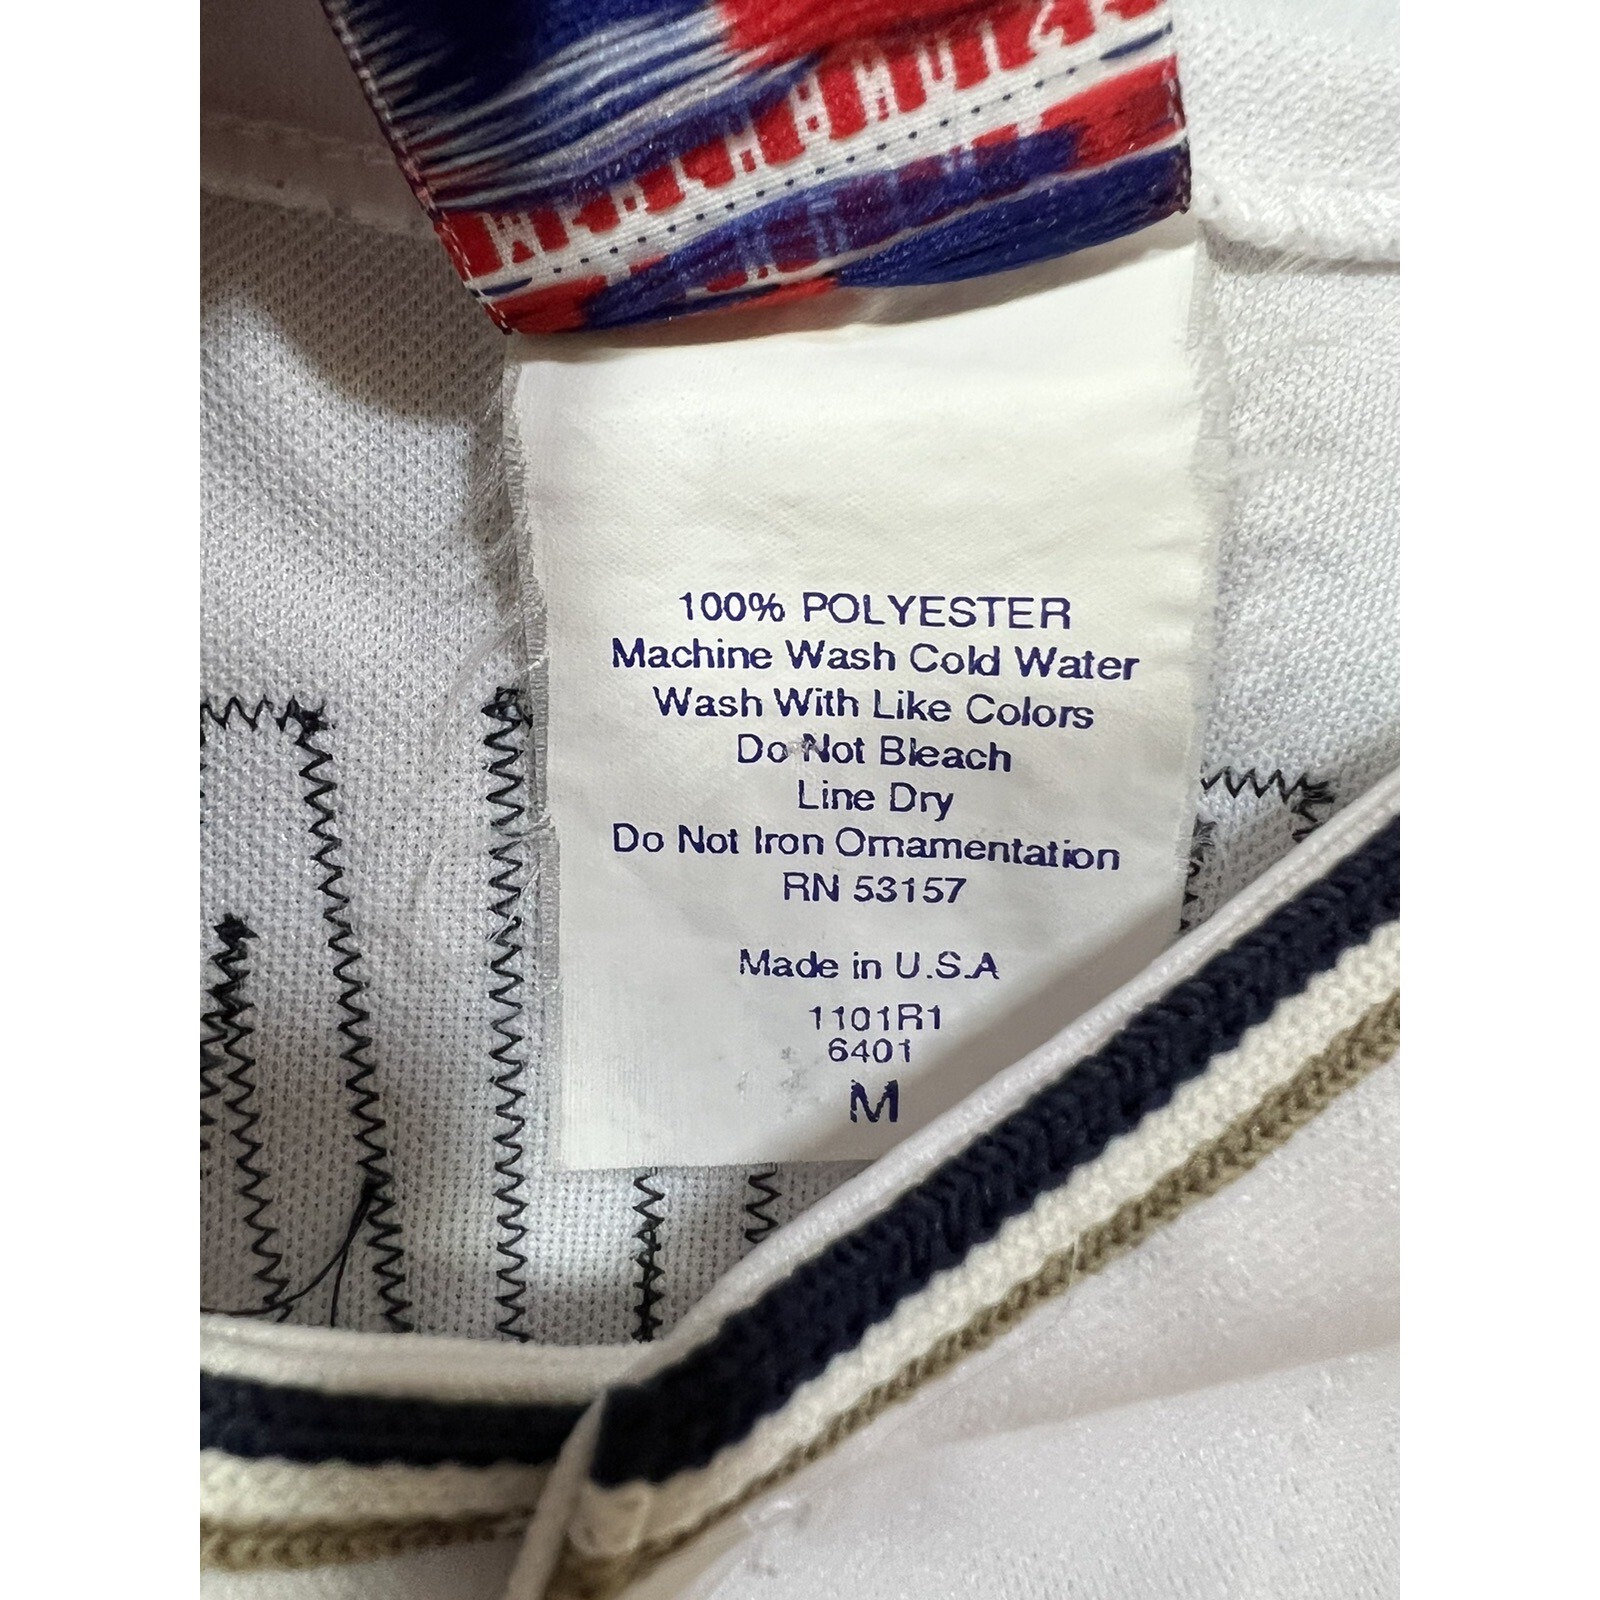 100% POLYESTER
Machine Wash Cold Water
Wash With Like Colors
Do Not Bleach
Line Dry
Do Not Iron Ornamentation
RN 53157
Made in U.S.A
1101R1
6401
M